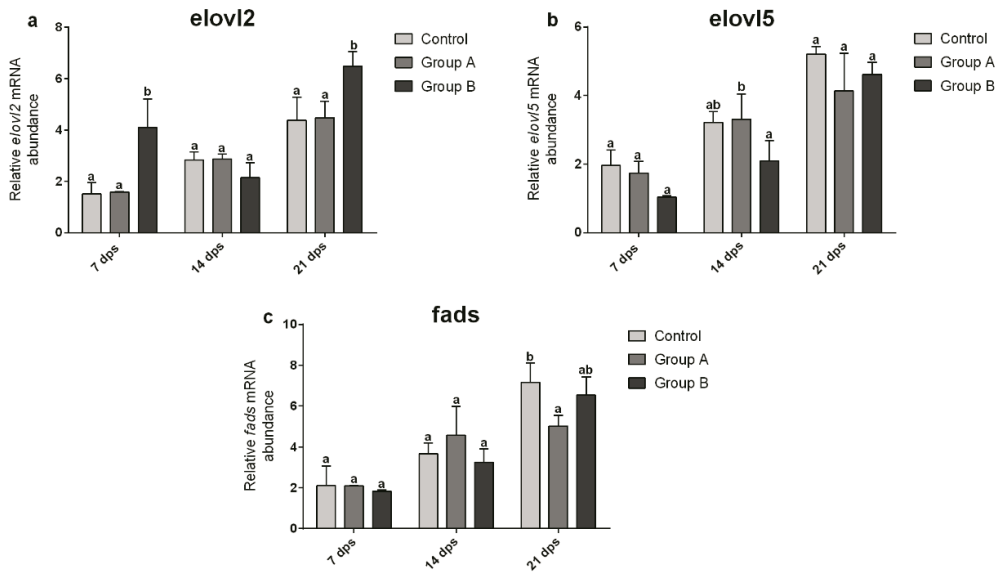 a
elovl2
Relative elovl2 mRNA
abundance
8
6
4
2
0
a a b
a a a
a a b
7 dps
14 dps
21 dps
Control
Group A
Group B
b
elovl5
Relative elovl5 mRNA
abundance
6
4
2
0
a a a
ab b a
a a a
7 dps
14 dps
21 dps
Control
Group A
Group B
c
fads
Relative fads mRNA
abundance
10
8
6
4
2
0
a a a
a a a
b a ab
7 dps
14 dps
21 dps
Control
Group A
Group B